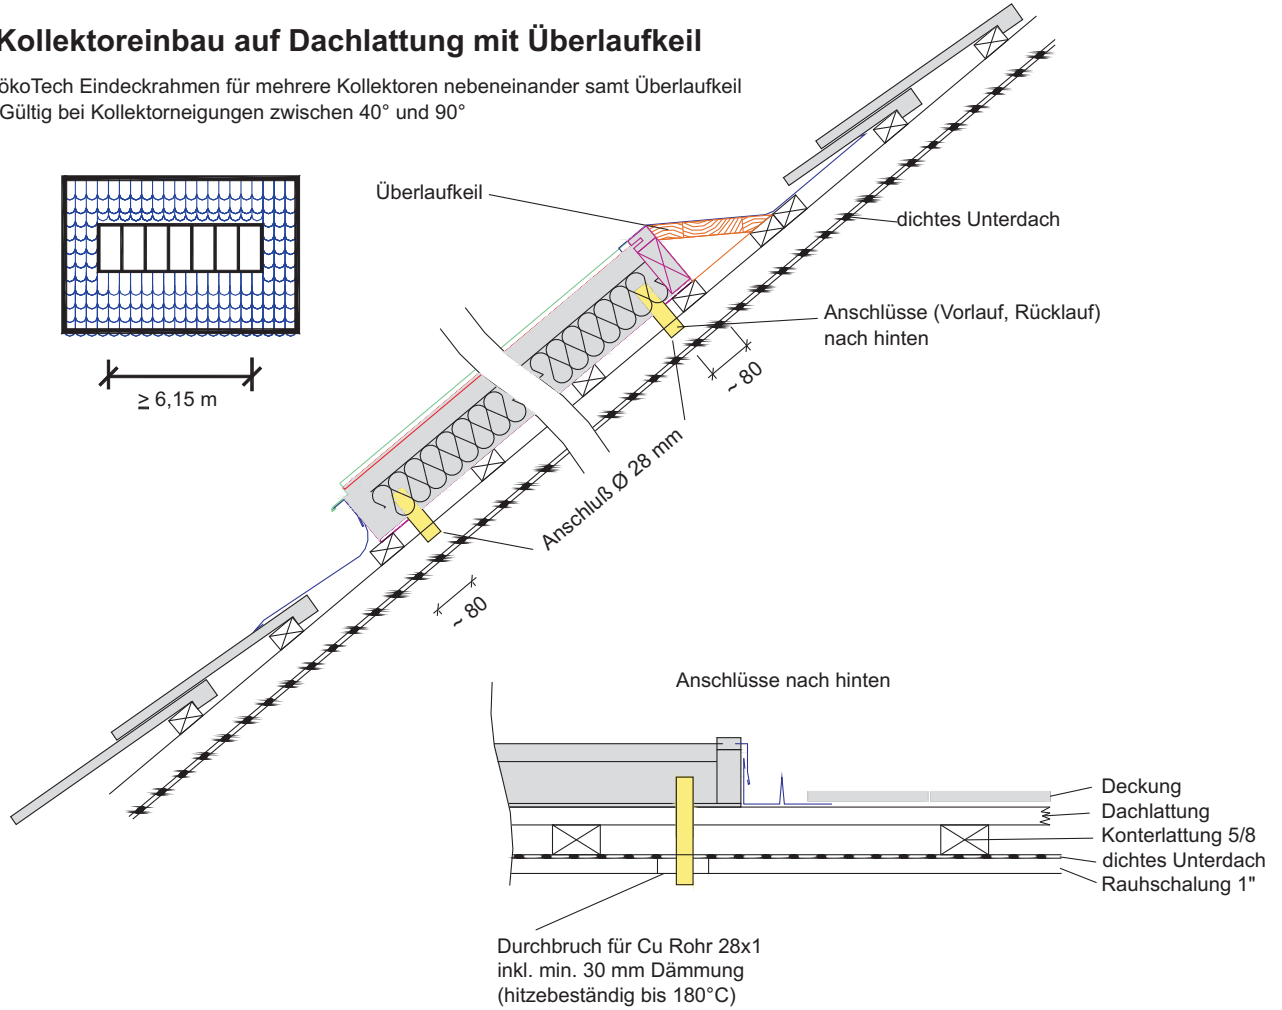 Kollektoreinbau auf Dachlattung mit Überlaufkeil
ökoTech Eindeckrahmen für mehrere Kollektoren nebeneinander samt Überlaufkeil
Gültig bei Kollektorneigungen zwischen 40° und 90°
Überlaufkeil
dichtes Unterdach
Anschlüsse (Vorlauf, Rücklauf)
nach hinten
~ 80
≥ 6,15 m
Anschluß Ø 28 mm
~ 80
Anschlüsse nach hinten
Deckung
Dachlattung
Konterlattung 5/8
dichtes Unterdach
Rauhschalung 1"
Durchbruch für Cu Rohr 28x1
inkl. min. 30 mm Dämmung
(hitzebeständig bis 180°C)